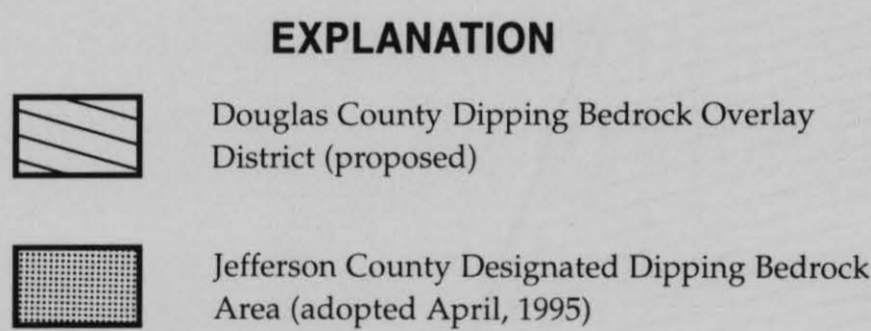 EXPLANATION
Douglas County Dipping Bedrock Overlay
District (proposed)
Jefferson County Designated Dipping Bedrock
Area (adopted April, 1995)